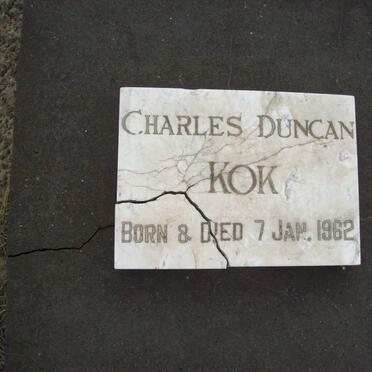 CHARLES DUNCAN
KOK
BORN & DIED 7 JAN. 1962